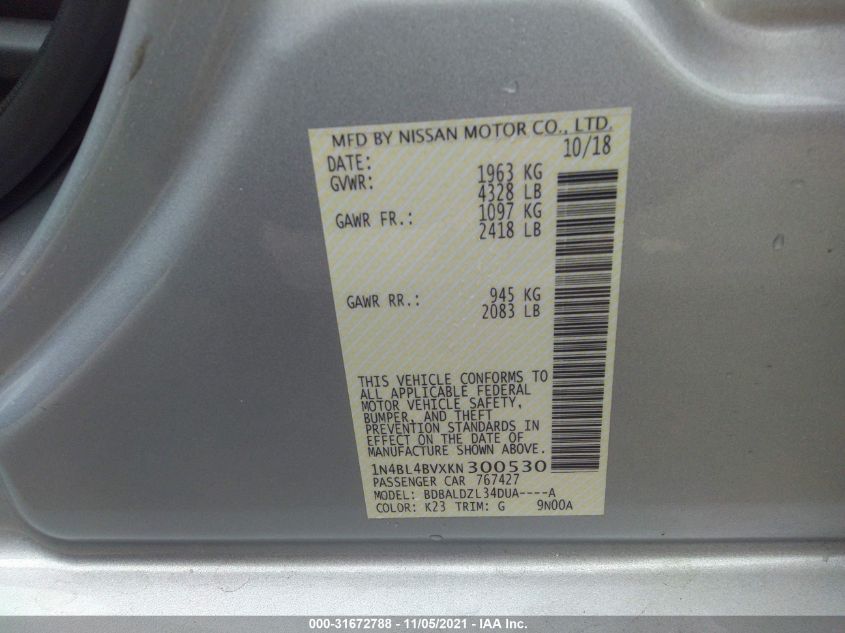 MFD BY NISSAN MOTOR CO., LTD.
DATE: 10/18
GVWR: 1963 KG
4328 LB
GAWR FR.: 1097 KG
2418 LB
GAWR RR.: 945 KG
2083 LB
THIS VEHICLE CONFORMS TO
ALL APPLICABLE FEDERAL
MOTOR VEHICLE SAFETY,
BUMPER, AND THEFT
PREVENTION STANDARDS IN
EFFECT ON THE DATE OF
MANUFACTURE SHOWN ABOVE.
1N4BL4BVXKN300530
PASSENGER CAR 767427
MODEL: BDBALDZL34DUA----A
COLOR: K23 TRIM: G 9N00A
000-31672788 - 11/05/2021 - IAA Inc.